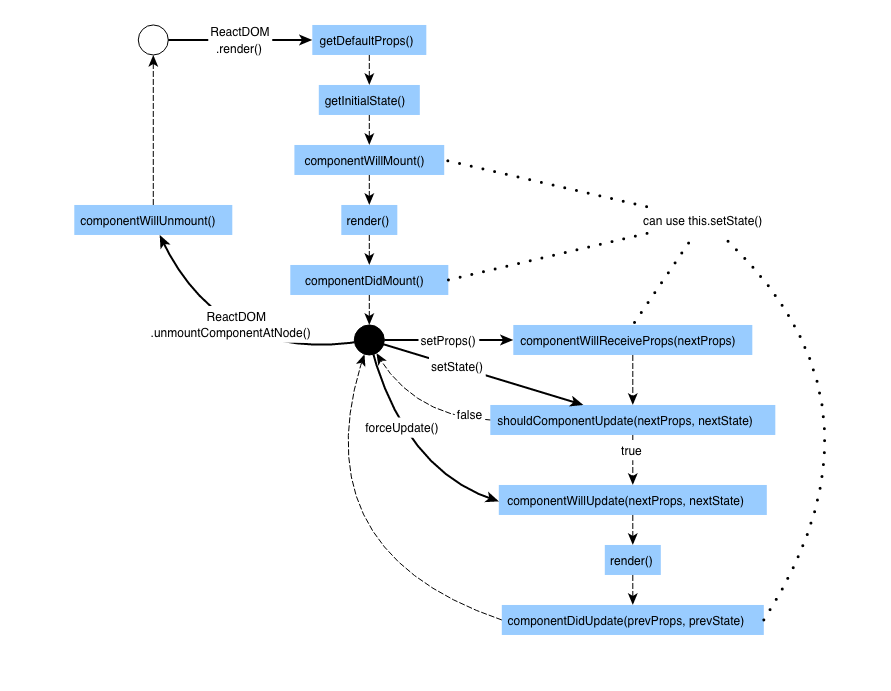 ReactDOM
.render()
getDefaultProps()
getInitialState()
componentWillMount()
can use this.setState()
componentWillUnmount()
render()
componentDidMount()
ReactDOM
.unmountComponentAtNode()
setProps()
componentWillReceiveProps(nextProps)
setState()
false
shouldComponentUpdate(nextProps, nextState)
forceUpdate()
true
componentWillUpdate(nextProps, nextState)
render()
componentDidUpdate(prevProps, prevState)